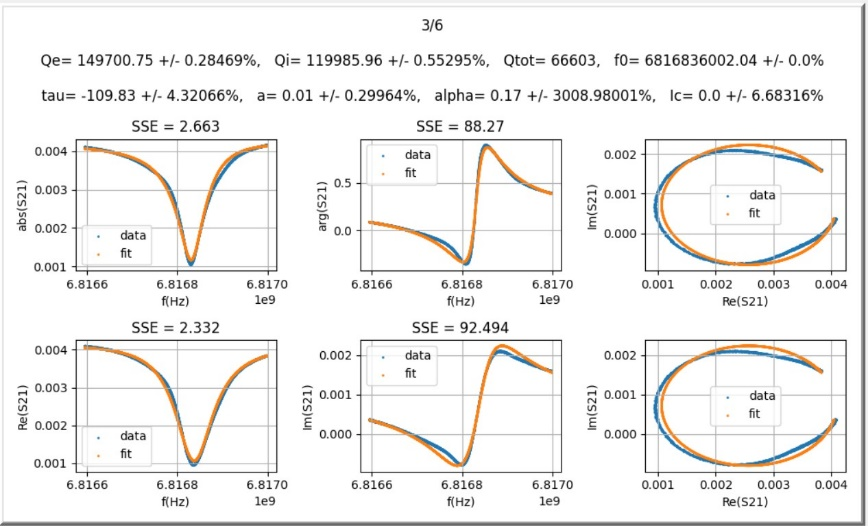 3/6
Qe= 149700.75 +/- 0.28469%, Qi= 119985.96 +/- 0.55295%, Qtot= 66603, f0= 6816836002.04 +/- 0.0%
tau= -109.83 +/- 4.32066%, a= 0.01 +/- 0.29964%, alpha= 0.17 +/- 3008.98001%, Ic= 0.0 +/- 6.68316%
SSE = 2.663
abs(S21)
0.004
0.003
0.002
0.001
data
fit
6.8166 6.8168 6.8170
f(Hz)
1e9
SSE = 88.27
arg(S21)
0.5
0.0
data
fit
6.8166 6.8168 6.8170
f(Hz)
1e9
Im(S21)
0.002
0.001
0.000
data
fit
0.001 0.002 0.003 0.004
Re(S21)
SSE = 2.332
Re(S21)
0.004
0.003
0.002
0.001
data
fit
6.8166 6.8168 6.8170
f(Hz)
1e9
SSE = 92.494
Im(S21)
0.002
0.001
0.000
data
fit
6.8166 6.8168 6.8170
f(Hz)
1e9
Im(S21)
0.002
0.001
0.000
data
fit
0.001 0.002 0.003 0.004
Re(S21)